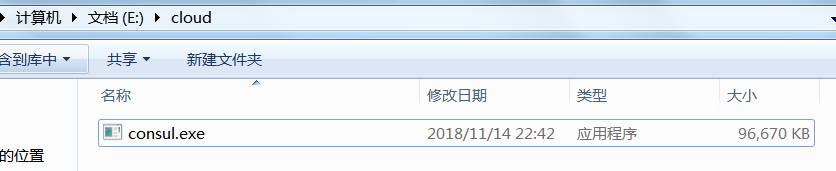 计算机 文档 (E:) cloud
含到库中 共享 新建文件夹
名称 修改日期 类型 大小
consul.exe 2018/11/14 22:42 应用程序 96,670 KB
的位置